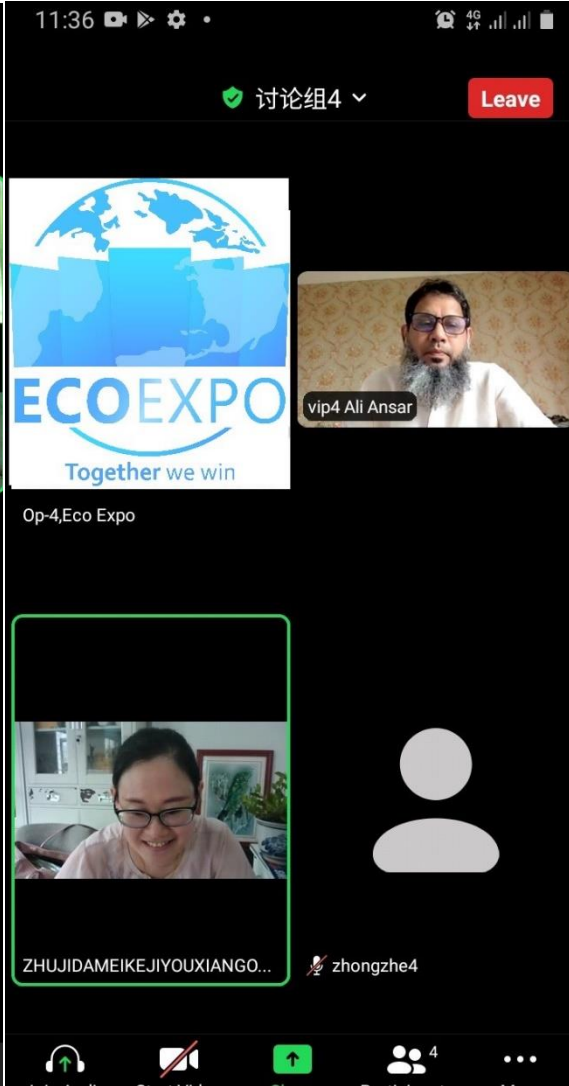 11:36
4G
讨论组4
Leave
ECOEXPO
Together we win
Op-4,Eco Expo
vip4 Ali Ansar
ZHUJIDAMEIKEJIYOUXIANGO...
zhongzhe4
4